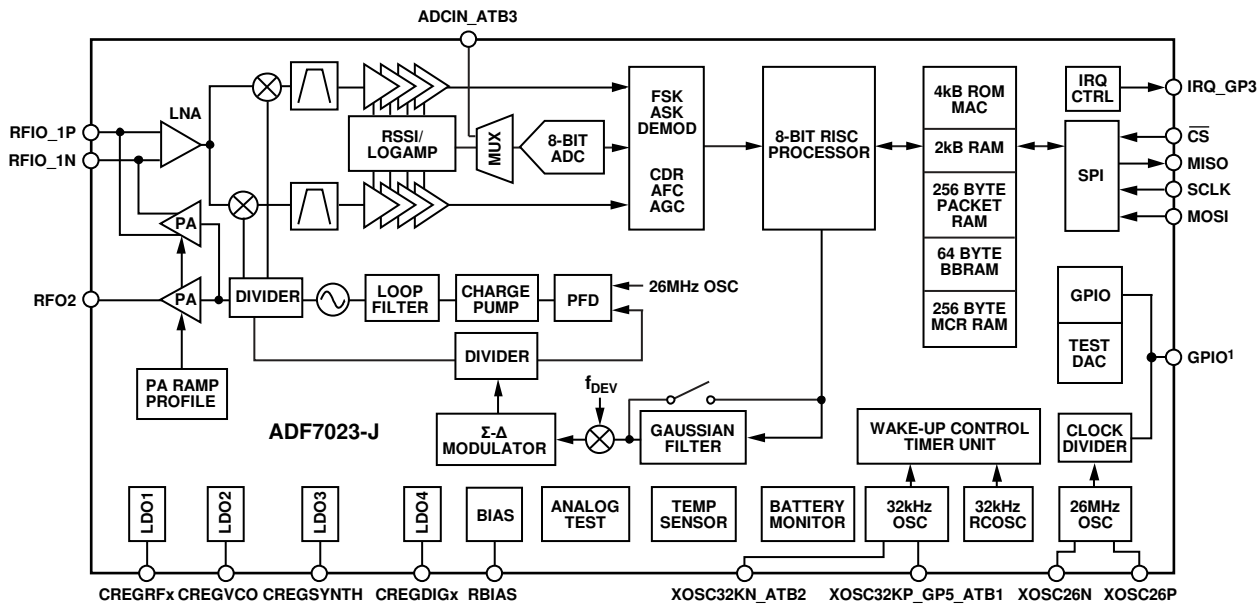 ADCIN_ATB3
RFIO_1P
RFIO_1N
LNA
RSSI/
LOGAMP
MUX
8-BIT
ADC
FSK
ASK
DEMOD
CDR
AFC
AGC
8-BIT RISC
PROCESSOR
4kB ROM
MAC
2kB RAM
256 BYTE
PACKET
RAM
64 BYTE
BBRAM
256 BYTE
MCR RAM
IRQ
CTRL
IRQ_GP3
SPI
CS
MISO
SCLK
MOSI
PA
RFO2
PA
DIVIDER
LOOP
FILTER
CHARGE
PUMP
PFD
26MHz OSC
DIVIDER
GPIO
TEST
DAC
GPIO1
PA RAMP
PROFILE
ADF7023-J
Σ-Δ
MODULATOR
fDEV
GAUSSIAN
FILTER
WAKE-UP CONTROL
TIMER UNIT
CLOCK
DIVIDER
LDO1
LDO2
LDO3
LDO4
BIAS
ANALOG
TEST
TEMP
SENSOR
BATTERY
MONITOR
32kHz
OSC
32kHz
RCOSC
26MHz
OSC
CREGRFx
CREGVCO
CREGSYNTH
CREGDIGx
RBIAS
XOSC32KN_ATB2
XOSC32KP_GP5_ATB1
XOSC26N
XOSC26P